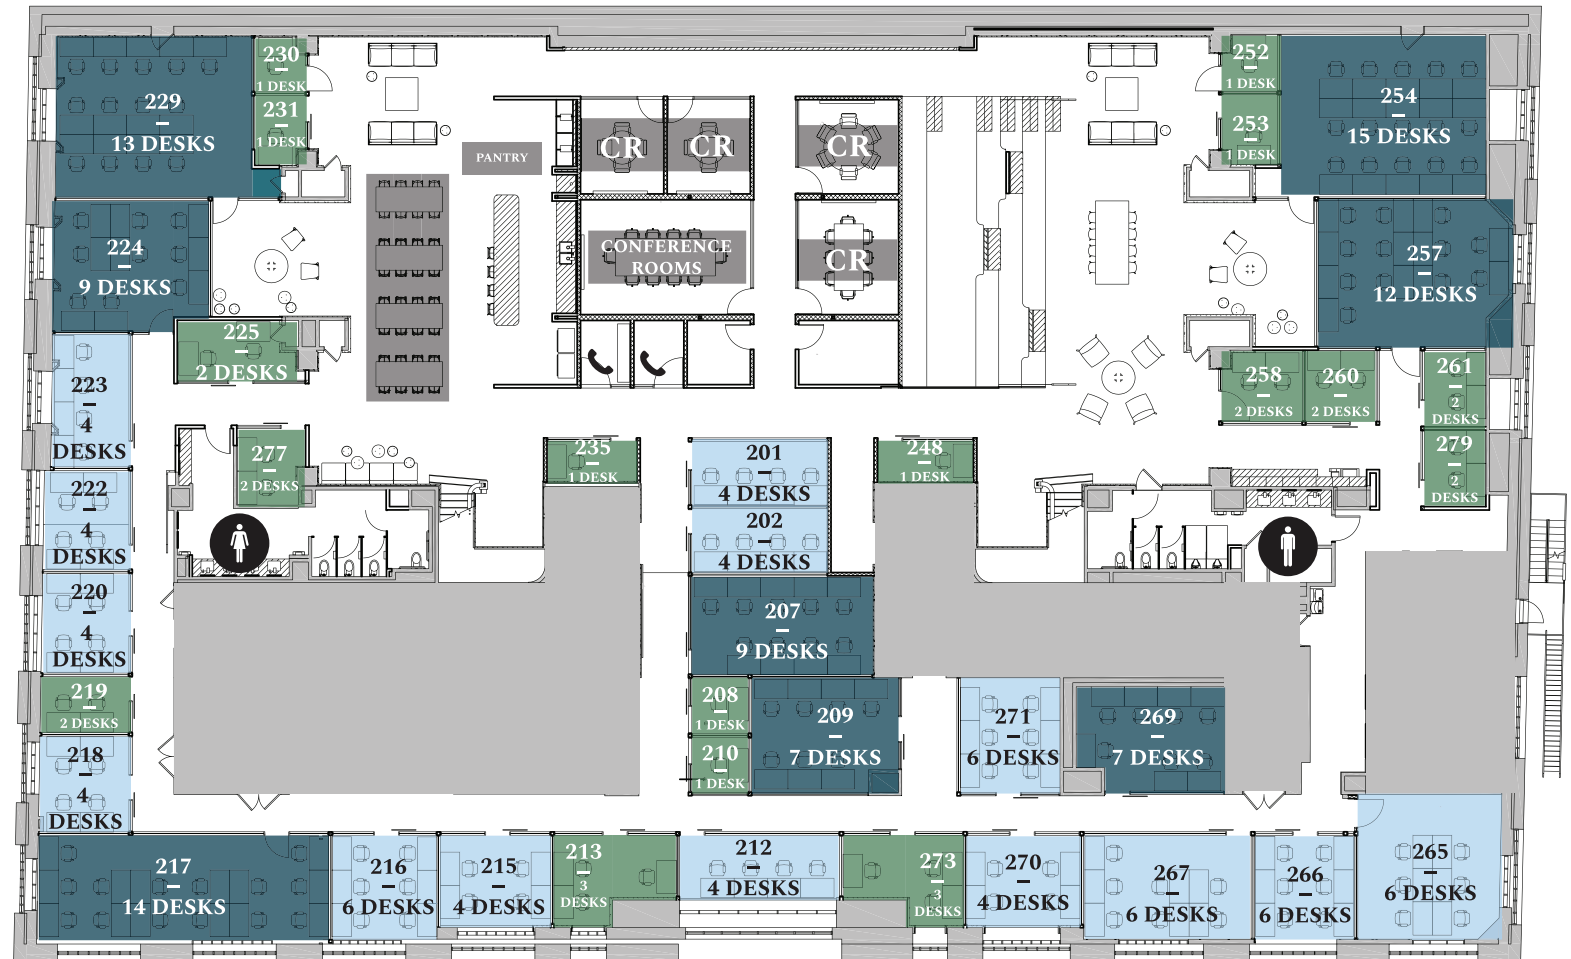 230
1 DESK
231
1 DESK
229
13 DESKS
252
1 DESK
253
1 DESK
254
15 DESKS
PANTRY
CR
CR
CR
224
9 DESKS
CONFERENCE
ROOMS
CR
257
12 DESKS
225
2 DESKS
223
4
DESKS
258
2 DESKS
260
2 DESKS
261
2
DESKS
277
2 DESKS
235
1 DESK
201
4 DESKS
248
1 DESK
279
2
DESKS
222
4
DESKS
202
4 DESKS
220
4
DESKS
207
9 DESKS
219
2 DESKS
208
1 DESK
209
7 DESKS
271
6 DESKS
269
7 DESKS
218
4
DESKS
210
1 DESK
217
14 DESKS
216
6 DESKS
215
4 DESKS
213
3
DESKS
212
4 DESKS
273
3
DESKS
270
4 DESKS
267
6 DESKS
266
6 DESKS
265
6 DESKS